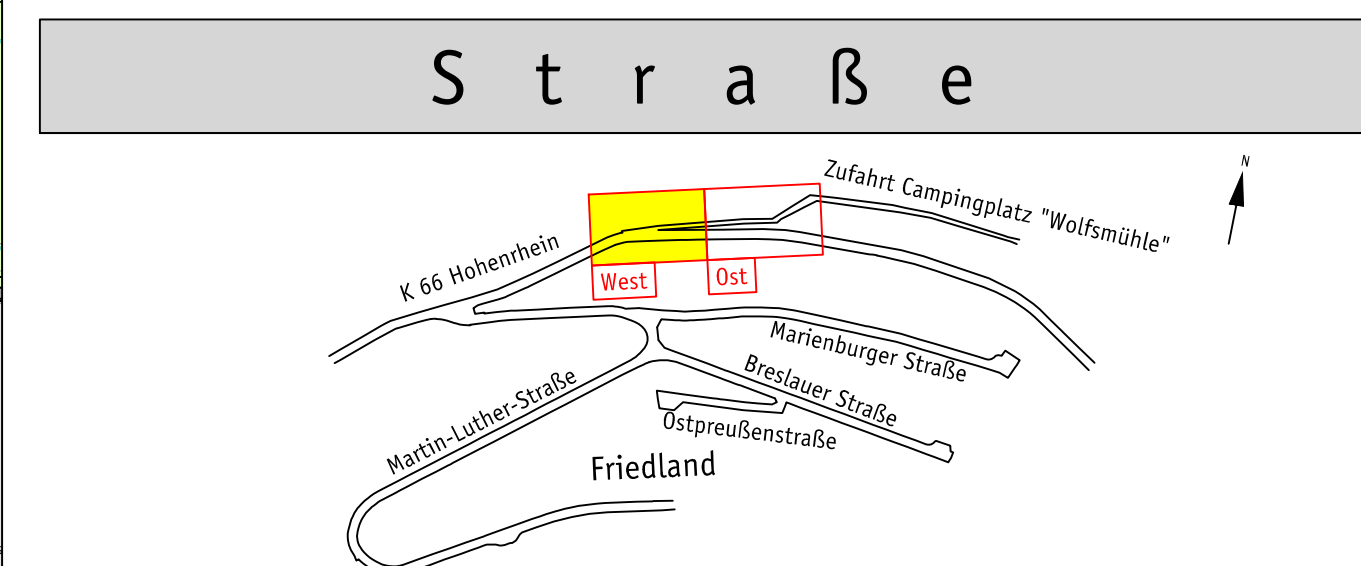 S t r a ß e
N
Zufahrt Campingplatz "Wolfsmühle"
K 66 Hohenrhein
West
Ost
Marienburger Straße
Breslauer Straße
Martin-Luther-Straße
Ostpreußenstraße
Friedland